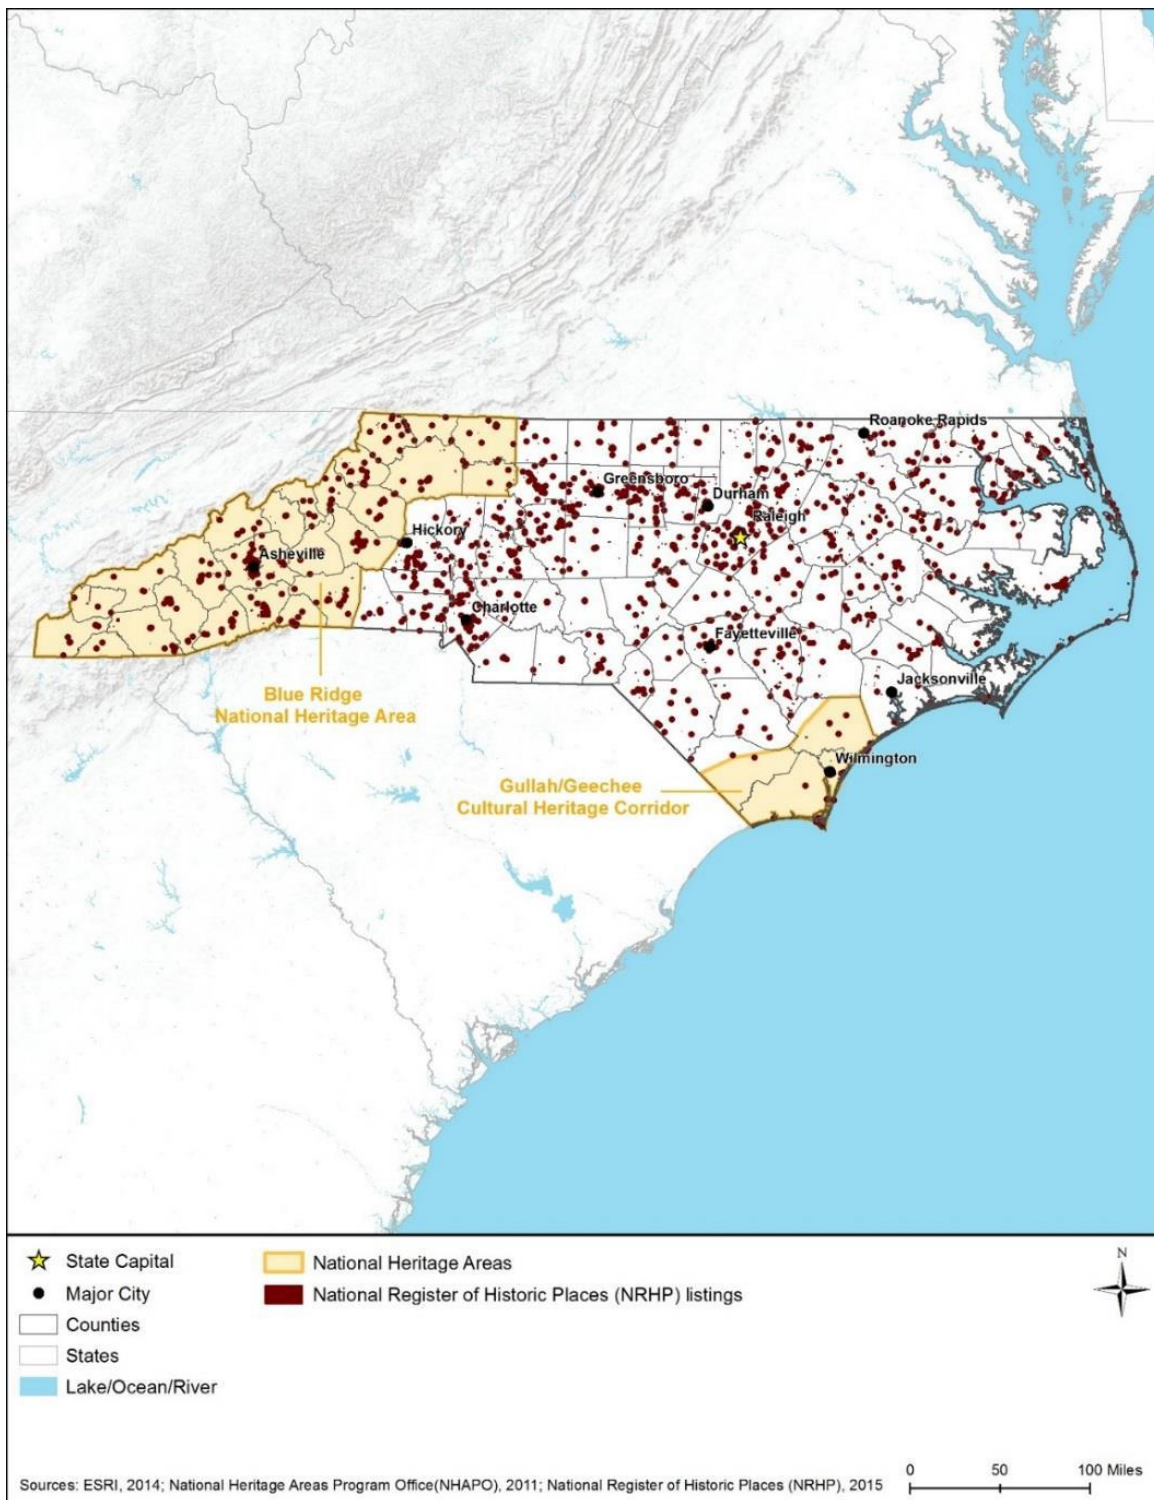 Roanoke Rapids
Greensboro
Durham
Raleigh
Hickory
Asheville
Charlotte
Fayetteville
Jacksonville
Blue Ridge
National Heritage Area
Wilmington
Gullah/Geechee
Cultural Heritage Corridor
State Capital
Major City
Counties
States
Lake/Ocean/River
National Heritage Areas
National Register of Historic Places (NRHP) listings
N
Sources: ESRI, 2014; National Heritage Areas Program Office(NHAPO), 2011; National Register of Historic Places (NRHP), 2015
0 50 100 Miles